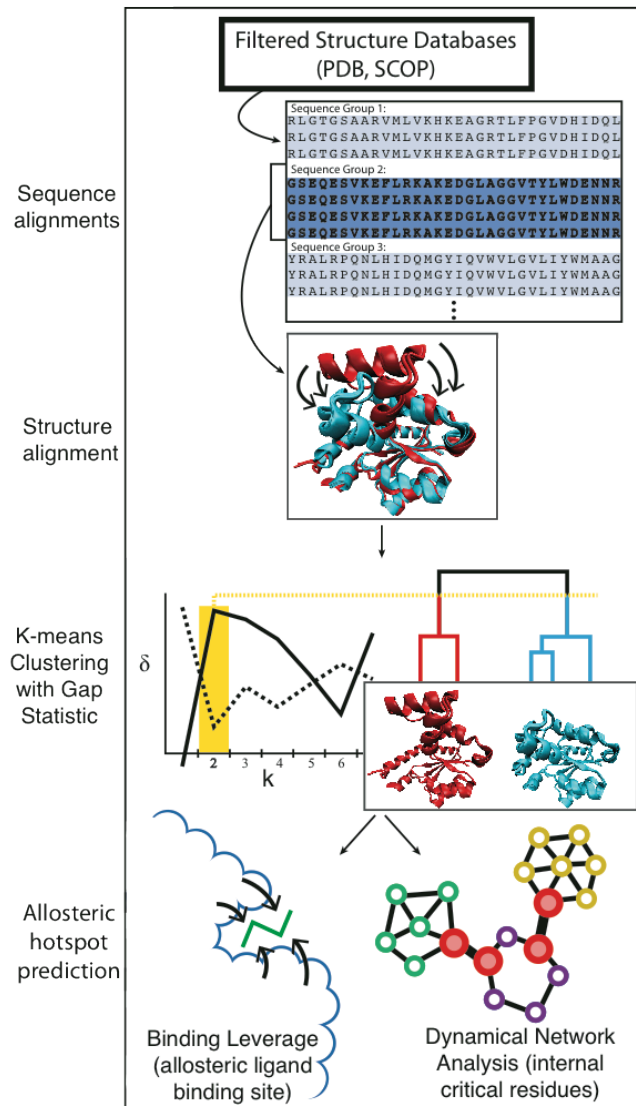 Filtered Structure Databases
(PDB, SCOP)
Sequence Group 1:
RLGTGSAARVMLVKHKEAGRTLFPGVDHIDQL
RLGTGSAARVMLVKHKEAGRTLFPGVDHIDQL
RLGTGSAARVMLVKHKEAGRTLFPGVDHIDQL
Sequence Group 2:
GSEQESVKEFLRKAKEDGLAGGVTYLWDENNR
GSEQESVKEFLRKAKEDGLAGGVTYLWDENNR
GSEQESVKEFLRKAKEDGLAGGVTYLWDENNR
GSEQESVKEFLRKAKEDGLAGGVTYLWDENNR
Sequence Group 3:
YRALRPQNLHIDQMGYIQVWVLGVLIYWMAAG
YRALRPQNLHIDQMGYIQVWVLGVLIYWMAAG
YRALRPQNLHIDQMGYIQVWVLGVLIYWMAAG
Sequence
alignments
Structure
alignment
K-means
Clustering
with Gap
Statistic
δ
2 3 4 5 6
k
Allosteric
hotspot
prediction
Binding Leverage
(allosteric ligand
binding site)
Dynamical Network
Analysis (internal
critical residues)